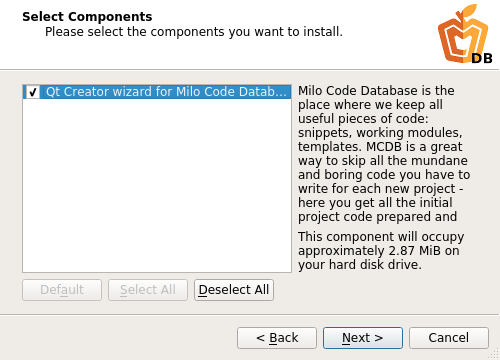 Select Components
Please select the components you want to install.
DB
Qt Creator wizard for Milo Code Datab...
Milo Code Database is the
place where we keep all
useful pieces of code:
snippets, working modules,
templates. MCDB is a great
way to skip all the mundane
and boring code you have to
write for each new project -
here you get all the initial
project code prepared and
This component will occupy
approximately 2.87 MiB on
your hard disk drive.
Default
Select All
Deselect All
< Back
Next >
Cancel